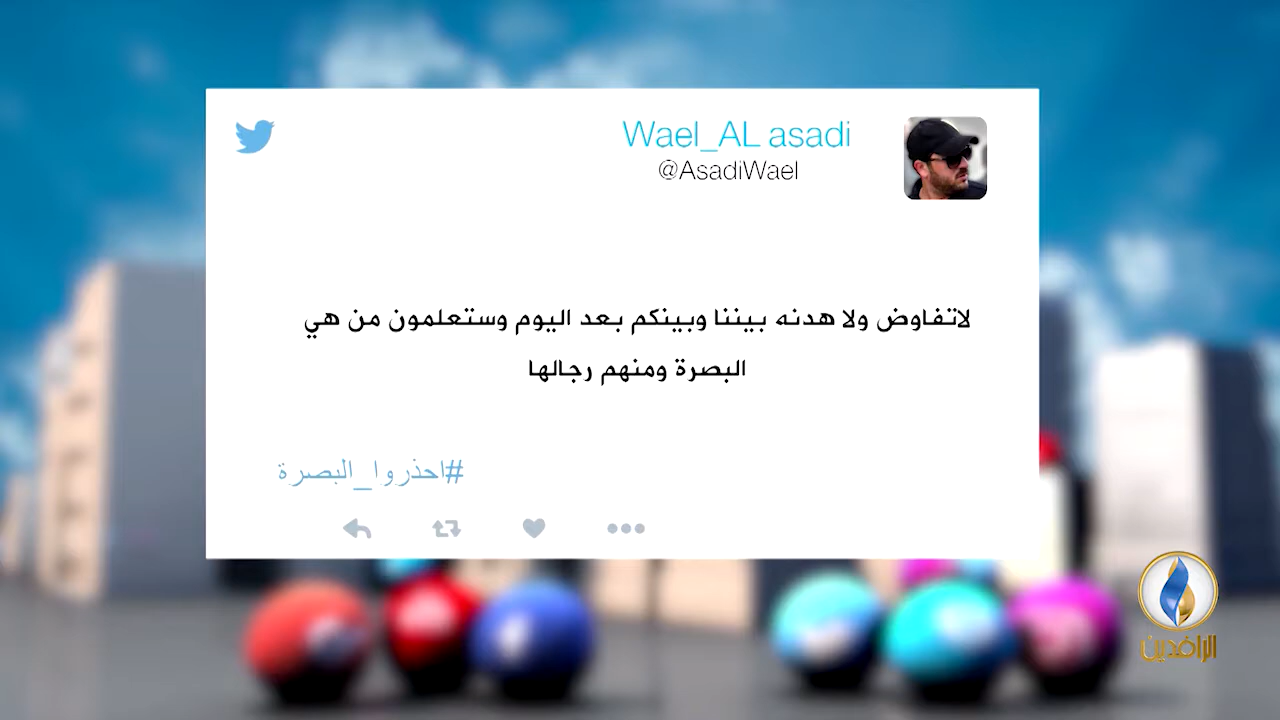 Wael_AL asadi
@AsadiWael
لاتفاوض ولا هدنه بيننا وبينكم بعد اليوم وستعلمون من هي
البصرة ومنهم رجالها
#احذروا_البصرة
الرافدين